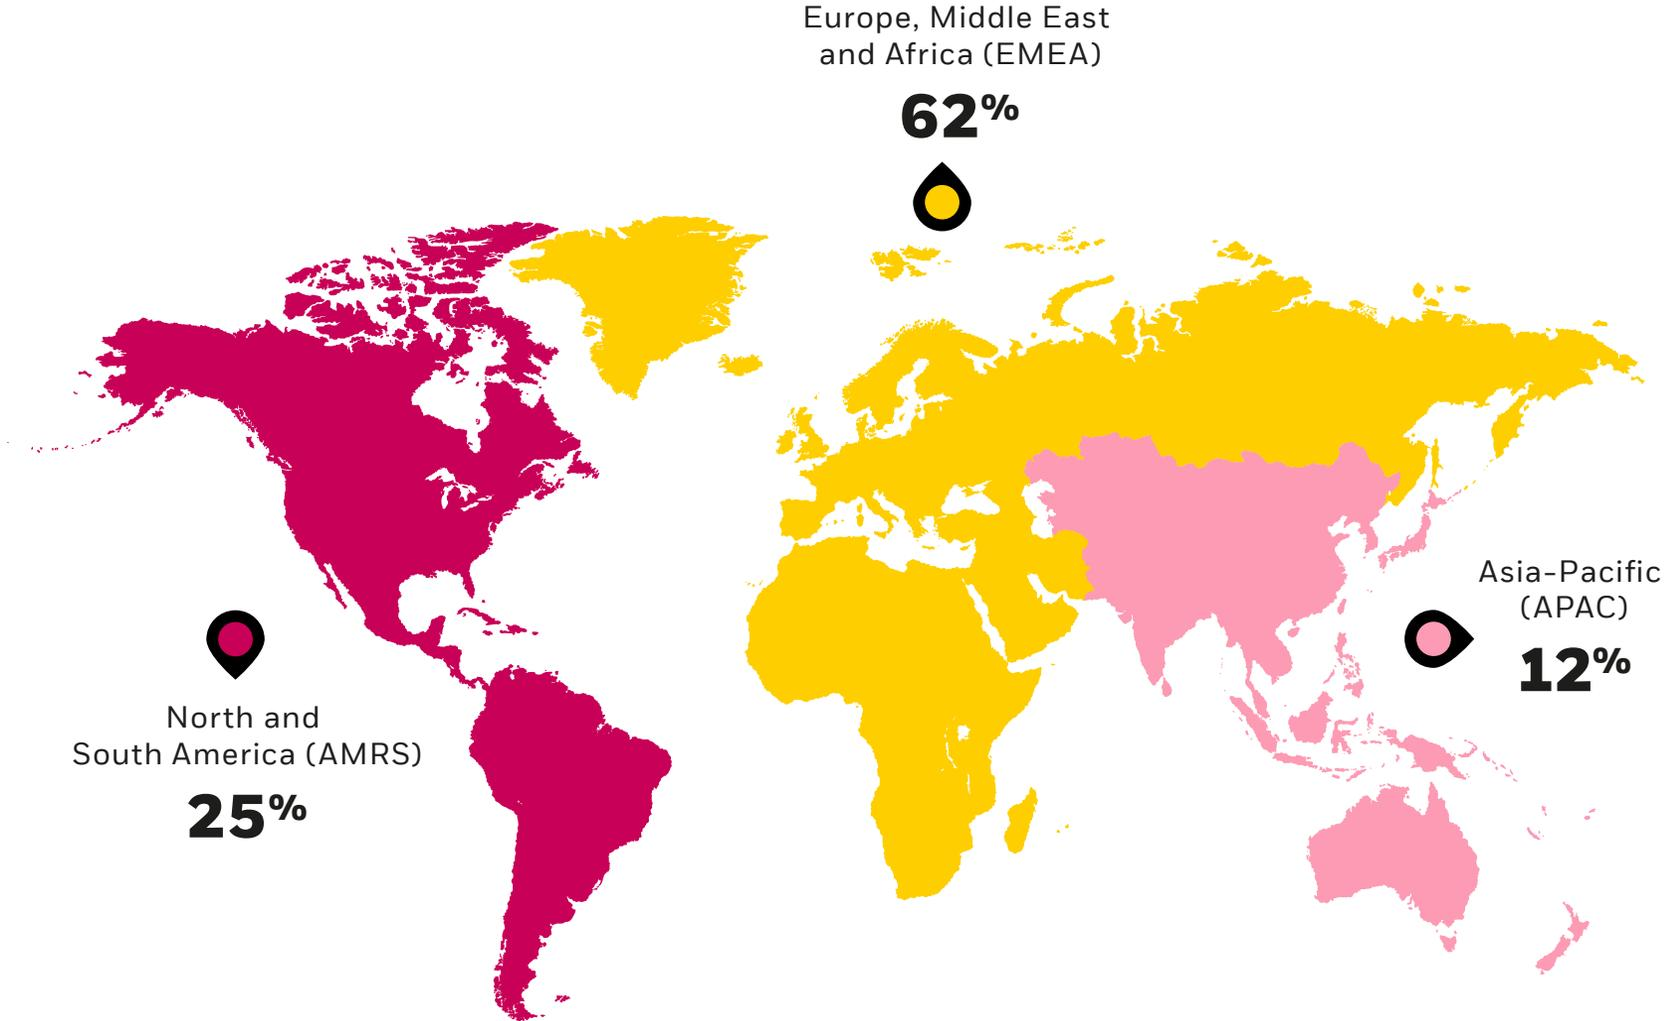 Europe, Middle East
and Africa (EMEA)
62%
Asia-Pacific
(APAC)
12%
North and
South America (AMRS)
25%